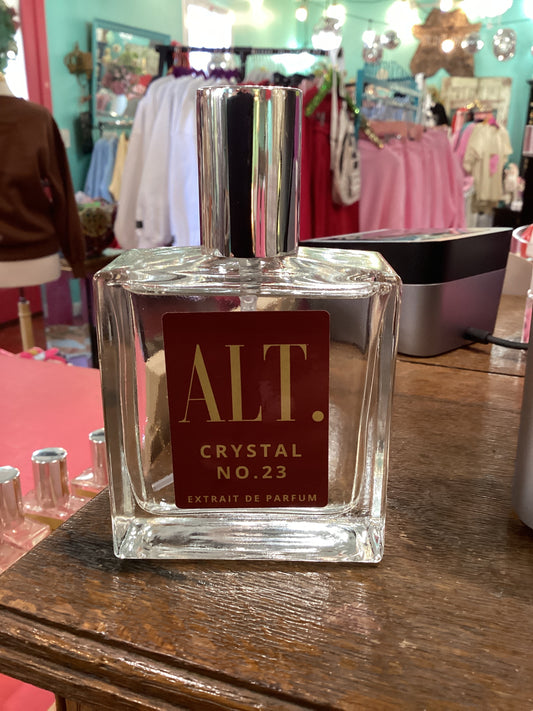 ALT.
CRYSTAL
NO.23
EXTRAIT DE PARFUM